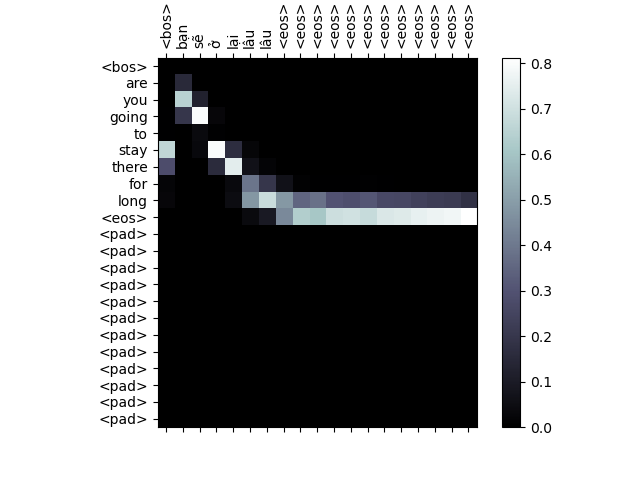 <bos> bạn sẽ ở lại lâu lâu <eos> <eos> <eos> <eos> <eos> <eos> <eos> <eos> <eos> <eos> <eos> <eos>
<bos>
are
you
going
to
stay
there
for
long
<eos>
<pad>
<pad>
<pad>
<pad>
<pad>
<pad>
<pad>
<pad>
<pad>
<pad>
<pad>
<pad>
0.8
0.7
0.6
0.5
0.4
0.3
0.2
0.1
0.0